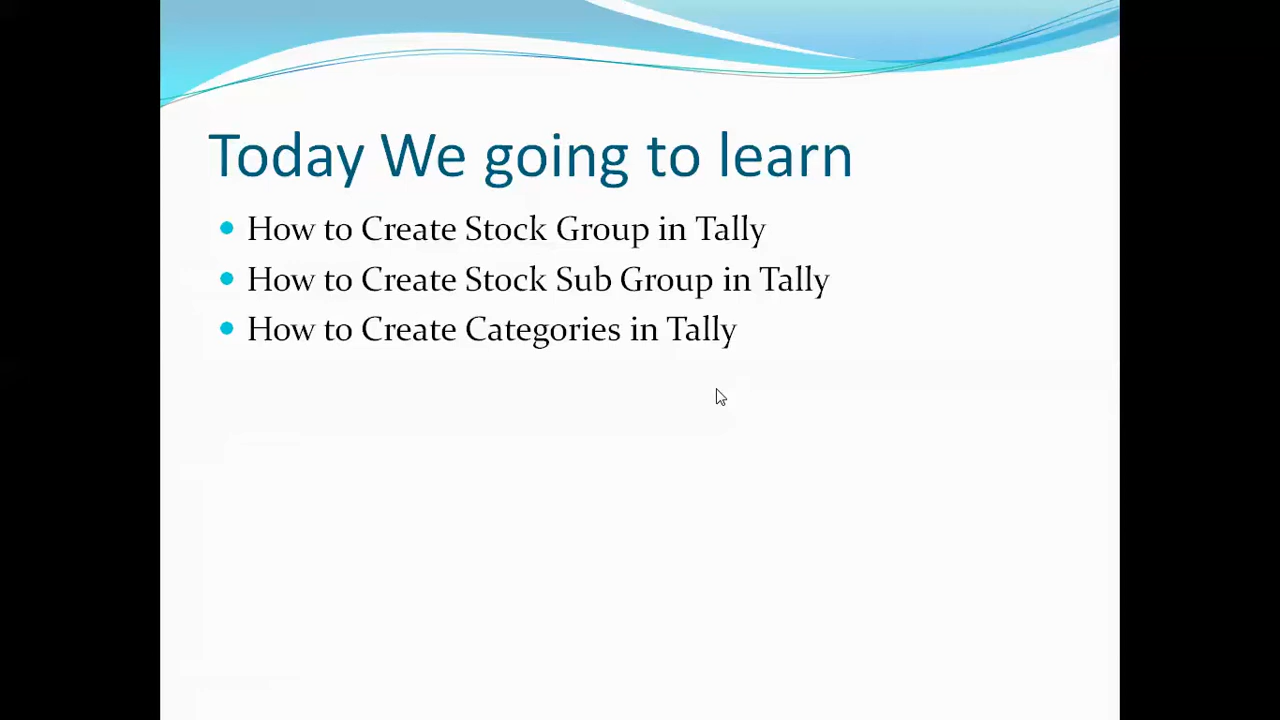 Today We going to learn
How to Create Stock Group in Tally
How to Create Stock Sub Group in Tally
How to Create Categories in Tally